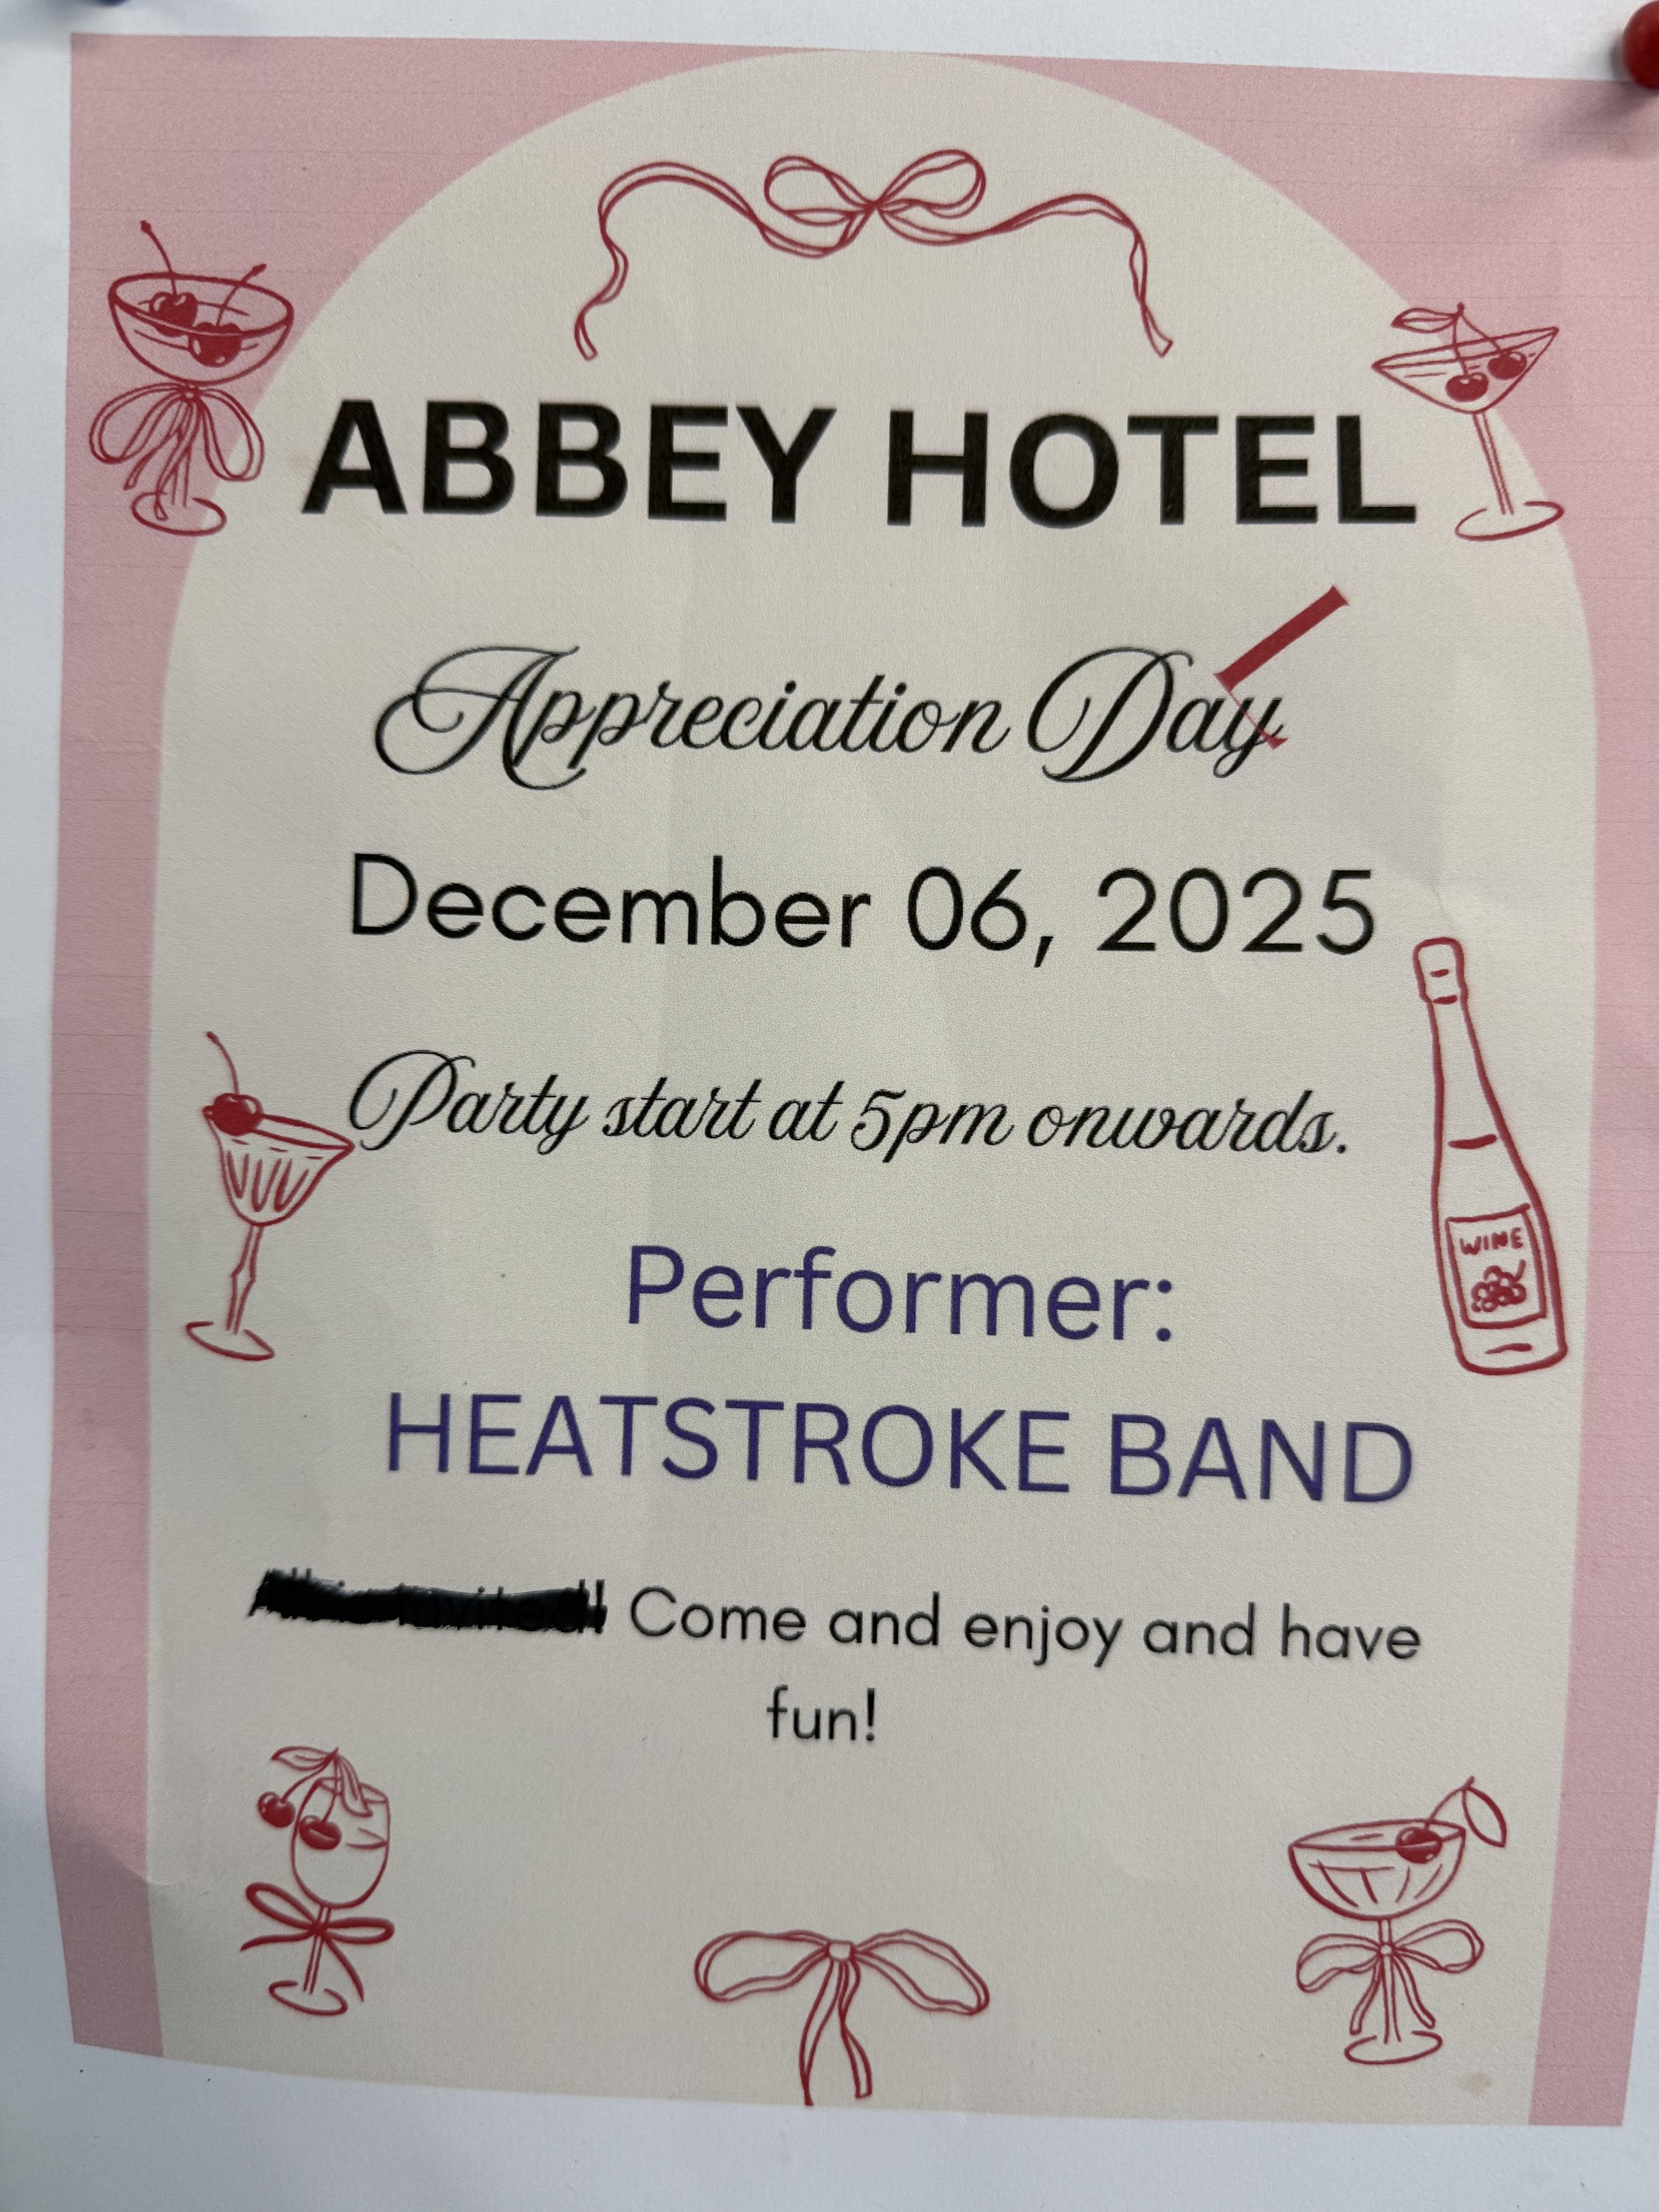 ABBEY HOTEL
Appreciation Day
December 06, 2025
Party start at 5pm onwards.
WINE
Performer:
HEATSTROKE BAND
Come and enjoy and have
fun!